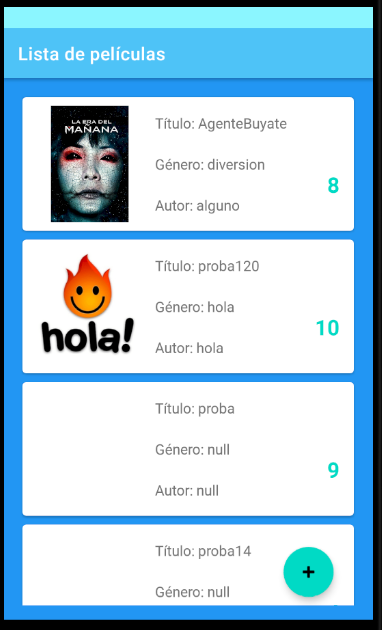 Lista de películas
LA ERA DEL
MAÑANA
Título: AgenteBuyate
Género: diversion
8
Autor: alguno
hola!
Título: proba120
Género: hola
10
Autor: hola
Título: proba
Género: null
9
Autor: null
Título: proba14
+
Género: null